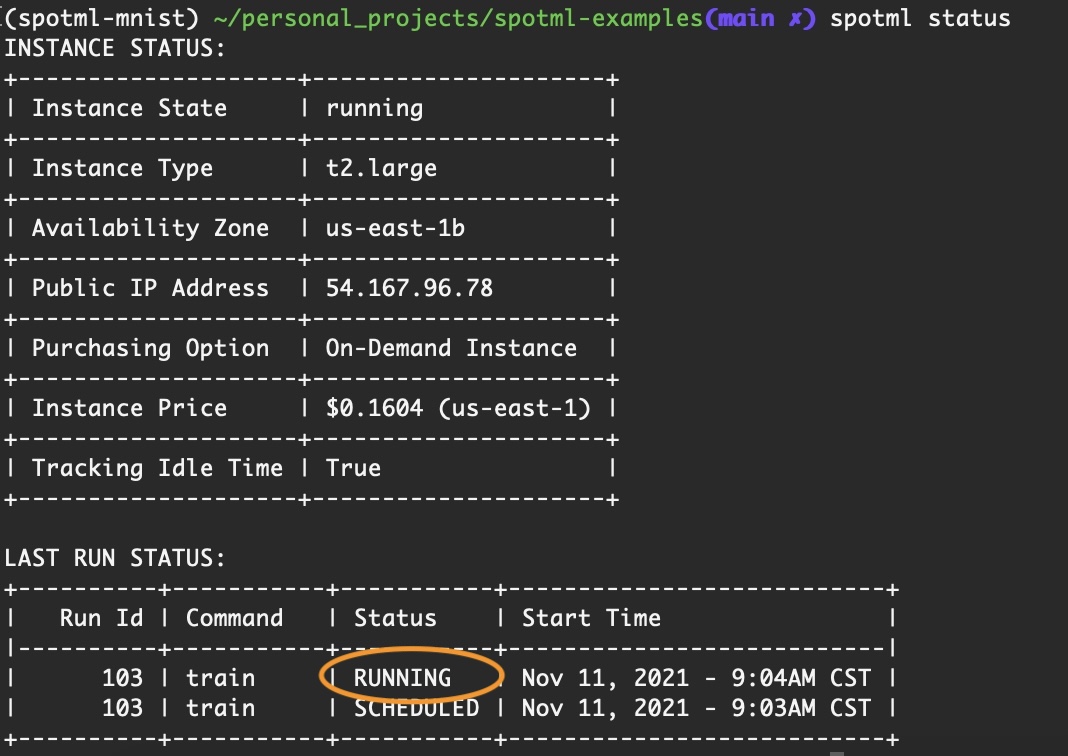 (spotml-mnist) ~/personal_projects/spotml-examples(main ✗) spotml status
INSTANCE STATUS:
+--------------------+---------------------+
| Instance State     | running             |
+--------------------+---------------------+
| Instance Type      | t2.large            |
+--------------------+---------------------+
| Availability Zone  | us-east-1b          |
+--------------------+---------------------+
| Public IP Address  | 54.167.96.78        |
+--------------------+---------------------+
| Purchasing Option  | On-Demand Instance  |
+--------------------+---------------------+
| Instance Price     | $0.1604 (us-east-1) |
+--------------------+---------------------+
| Tracking Idle Time | True                |
+--------------------+---------------------+
LAST RUN STATUS:
+----------+-----------+-----------+---------------------------+
|   Run Id | Command   | Status    | Start Time                |
|----------+-----------+-----------+---------------------------|
|      103 | train     | RUNNING   | Nov 11, 2021 - 9:04AM CST |
|      103 | train     | SCHEDULED | Nov 11, 2021 - 9:03AM CST |
+----------+-----------+-----------+---------------------------+